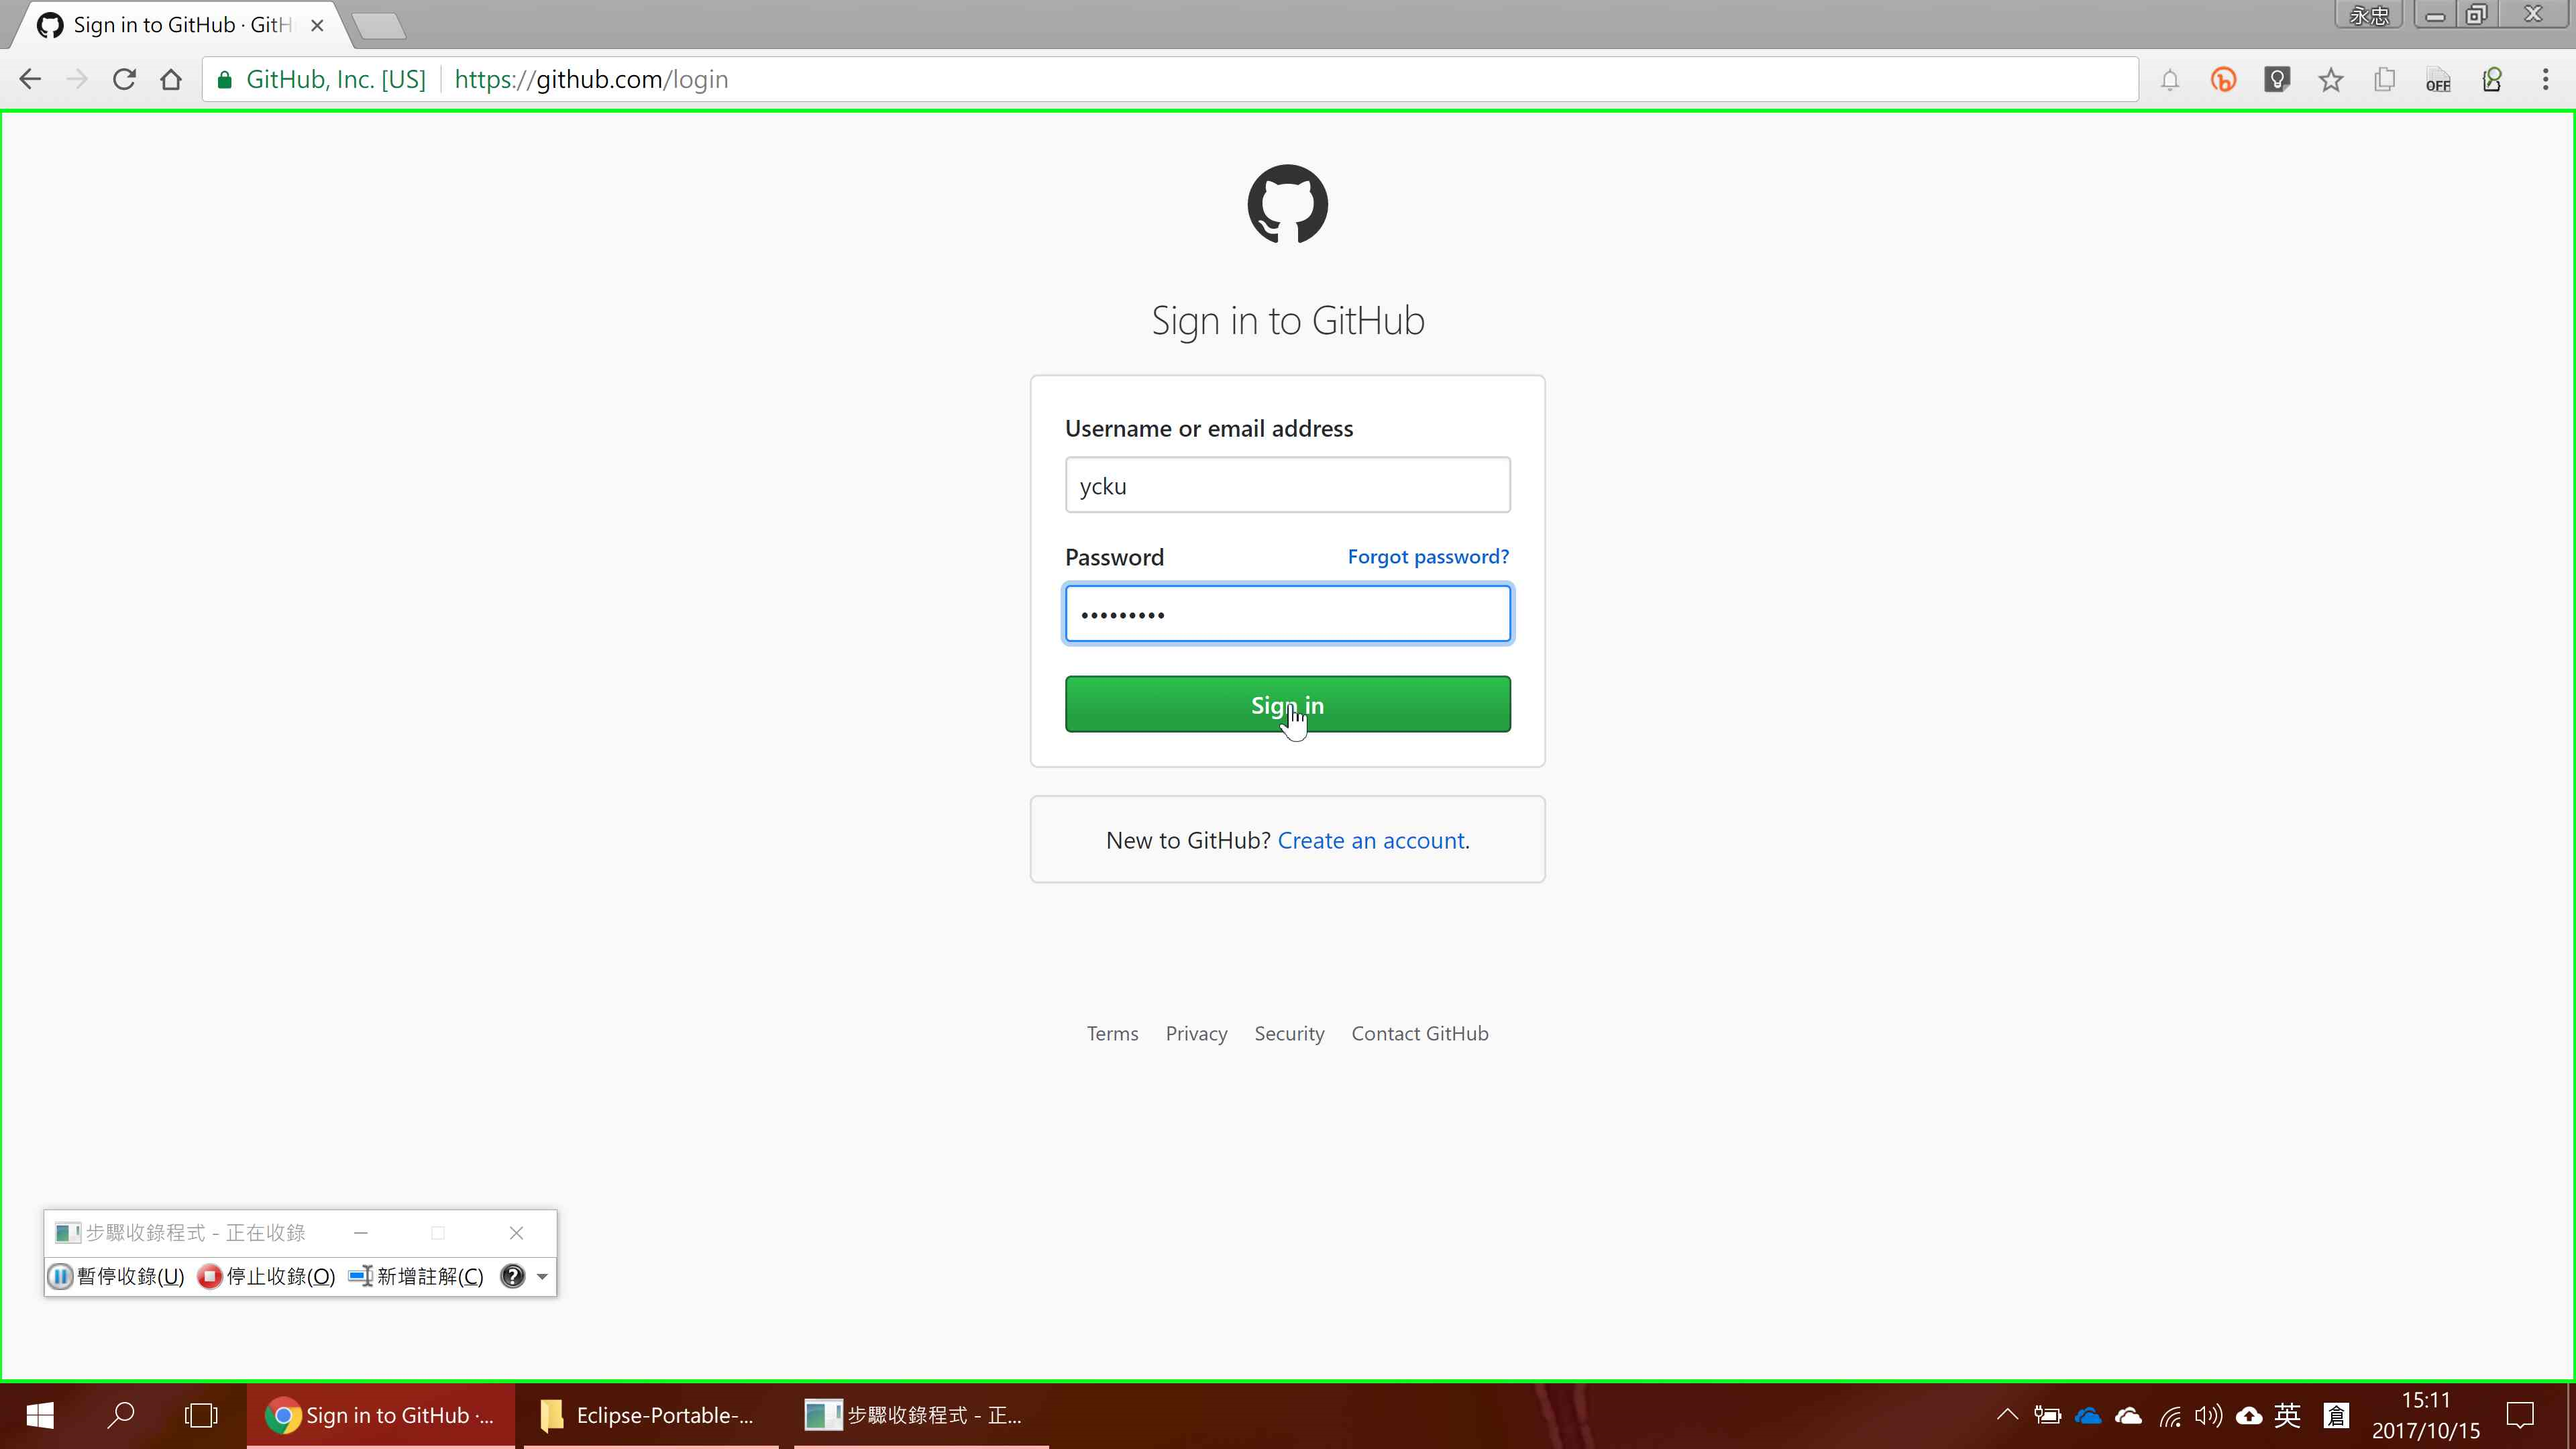 Sign in to GitHub · GitH
永忠
GitHub, Inc. [US] https://github.com/login
OFF
Sign in to GitHub
Username or email address
ycku
Password Forgot password?
•••••••••
Sign in
New to GitHub? Create an account.
Terms Privacy Security Contact GitHub
步驟收錄程式 - 正在收錄
暫停收錄(U) 停止收錄(O) 新增註解(C)
Sign in to GitHub ·... Eclipse-Portable-... 步驟收錄程式 - 正... 英 倉 15:11
2017/10/15